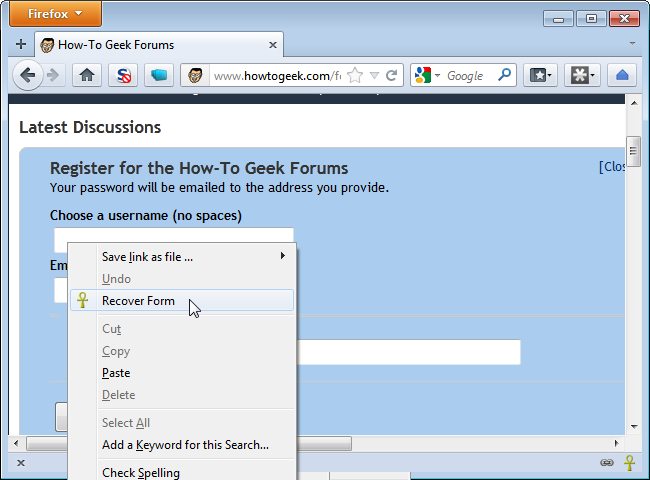 Firefox
How-To Geek Forums
www.howtogeek.com/f
Google
Latest Discussions
Register for the How-To Geek Forums
[Clos
Your password will be emailed to the address you provide.
Choose a username (no spaces)
Em
Save link as file ...
Undo
Recover Form
Cut
Copy
Paste
Delete
Select All
Add a Keyword for this Search...
Check Spelling